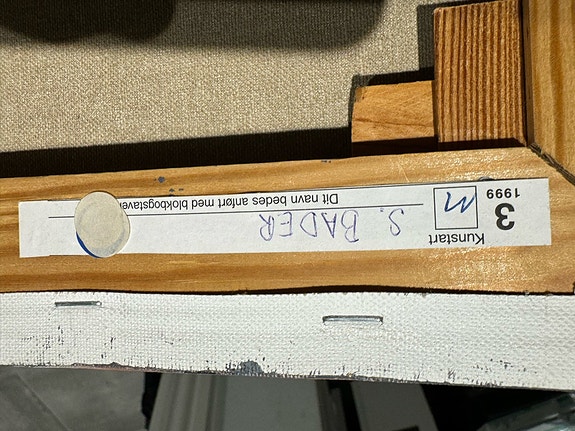 3
1999
Kunstart
M
S. BADER
Dit navn bedes anført med blokbogstaver